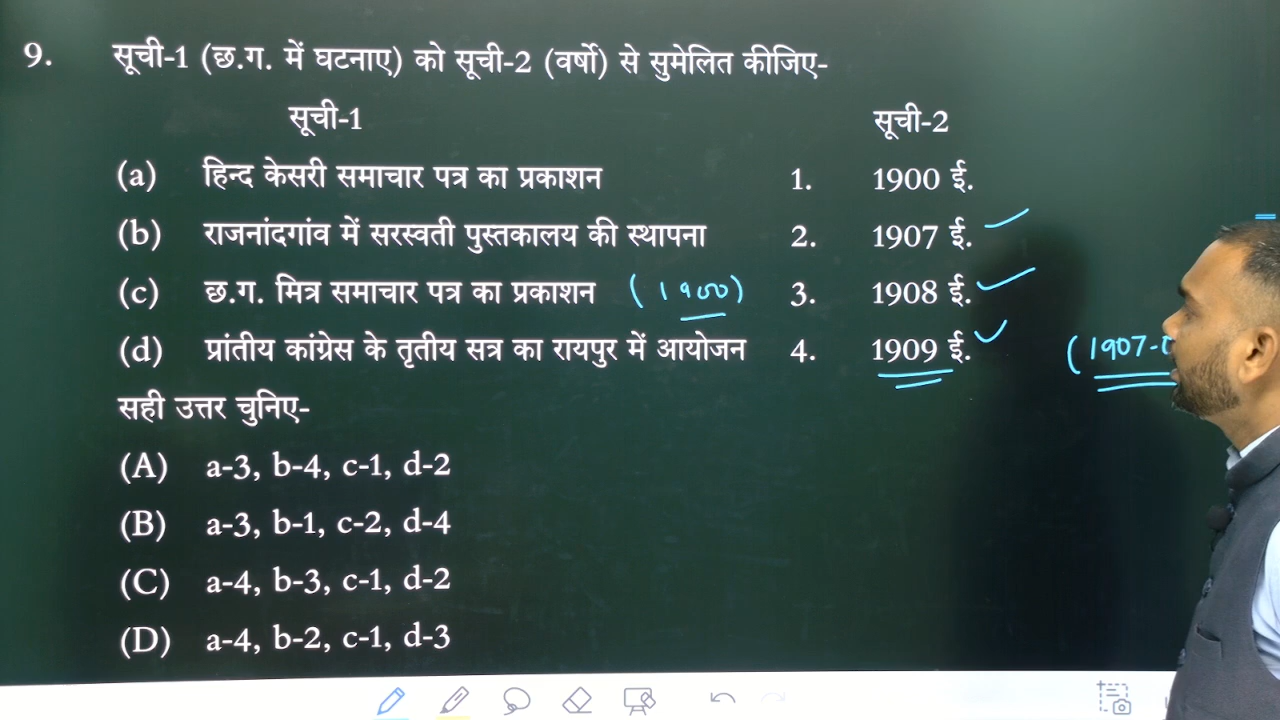 9. सूची-1 (छ.ग. में घटनाए) को सूची-2 (वर्षो) से सुमेलित कीजिए-
सूची-1 सूची-2
(a) हिन्द केसरी समाचार पत्र का प्रकाशन 1. 1900 ई.
(b) राजनांदगांव में सरस्वती पुस्तकालय की स्थापना 2. 1907 ई.
(c) छ.ग. मित्र समाचार पत्र का प्रकाशन (1900) 3. 1908 ई.
(d) प्रांतीय कांग्रेस के तृतीय सत्र का रायपुर में आयोजन 4. 1909 ई. (1907-
सही उत्तर चुनिए-
(A) a-3, b-4, c-1, d-2
(B) a-3, b-1, c-2, d-4
(C) a-4, b-3, c-1, d-2
(D) a-4, b-2, c-1, d-3